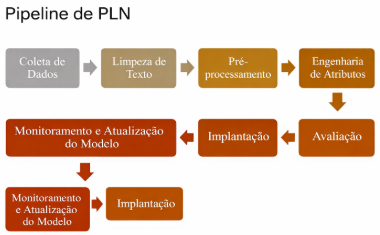 Pipeline de PLN
Coleta de
Dados
Limpeza de
Texto
Pré-
processamento
Engenharia
de Atributos
Avaliação
Implantação
Monitoramento e Atualização
do Modelo
Monitoramento
e Atualização
do Modelo
Implantação